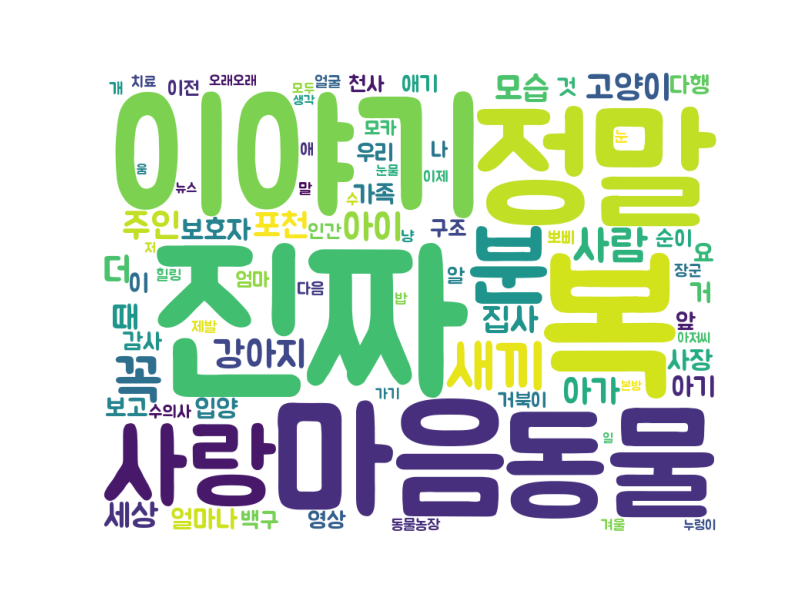 개 치료 이전 오래래 모두 얼굴 천사 애기 모습 것 고양이 다행
생각
이야기 정말
모카
눈
애 우리 나
움 눈물 이제
뉴스 말 수 가족
주인 보호자 포천 인간 아이 냥 구조 분 뽀삐 사람 순이 요
저
더 이 힐링 엄마 진짜 다음 밥 알 복 장군 거
때 제발 집사 앞
감사 강아지 새끼 아저씨
꼭 사장
가기 거북이 아가 본방 아기
보고 수의사 입양
사랑 마음 동물
일
세상 얼마나 백구 영상 동물농장 겨울 누렁이